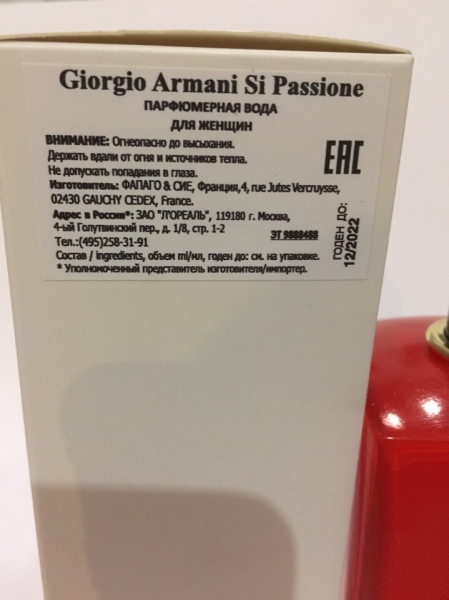 Giorgio Armani Si Passione
ПАРФЮМЕРНАЯ ВОДА
ДЛЯ ЖЕНЩИН
ВНИМАНИЕ: Огнеопасно до высыхания.
Держать вдали от огня и источников тепла.
Не допускать попадания в глаза.
Изготовитель: ФАПАГО & СИЕ, Франция,4, rue Jutes Vercruysse,
02430 GAUCHY CEDEX, France.
Адрес в России*: ЗАО "Л'ОРЕАЛЬ", 119180 г. Москва,
4-ый Голутвинский пер., д. 1/8, стр. 1-2
Тел.:(495)258-31-91
ЭТ 9888488
Состав / ingredients, объем ml/мл, годен до: см. на упаковке.
* Уполномоченный представитель изготовителя/импортер.
ЕАС
ГОДЕН ДО:
12/2022